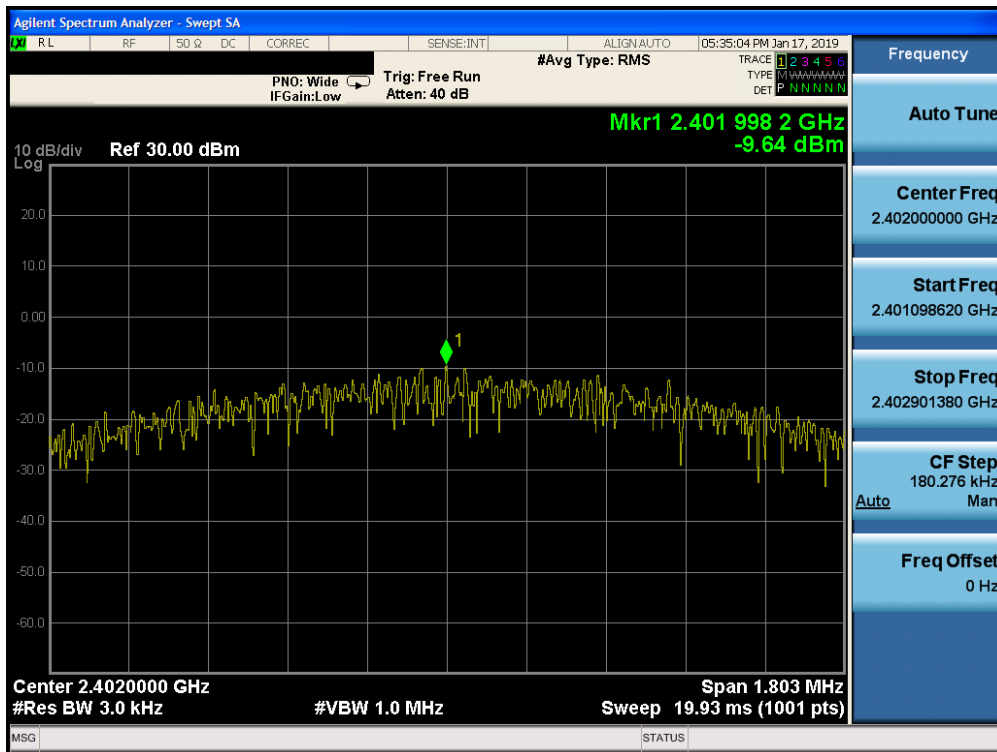 Agilent Spectrum Analyzer - Swept SA
LXI RL RF 50 Ω DC CORREC SENSE:INT ALIGN AUTO 05:35:04 PM Jan 17, 2019
#Avg Type: RMS TRACE 1 2 3 4 5 6
PNO: Wide Trig: Free Run TYPE M WWWWW
IFGain:Low Atten: 40 dB DET P N N N N N
Mkr1 2.401 998 2 GHz
-9.64 dBm
10 dB/div Ref 30.00 dBm
Log
20.0
10.0
0.00
1
-10.0
-20.0
-30.0
-40.0
-50.0
-60.0
Center 2.4020000 GHz Span 1.803 MHz
#Res BW 3.0 kHz #VBW 1.0 MHz Sweep 19.93 ms (1001 pts)
MSG STATUS
Frequency
Auto Tune
Center Freq
2.402000000 GHz
Start Freq
2.401098620 GHz
Stop Freq
2.402901380 GHz
CF Step
180.276 kHz
Auto Man
Freq Offset
0 Hz